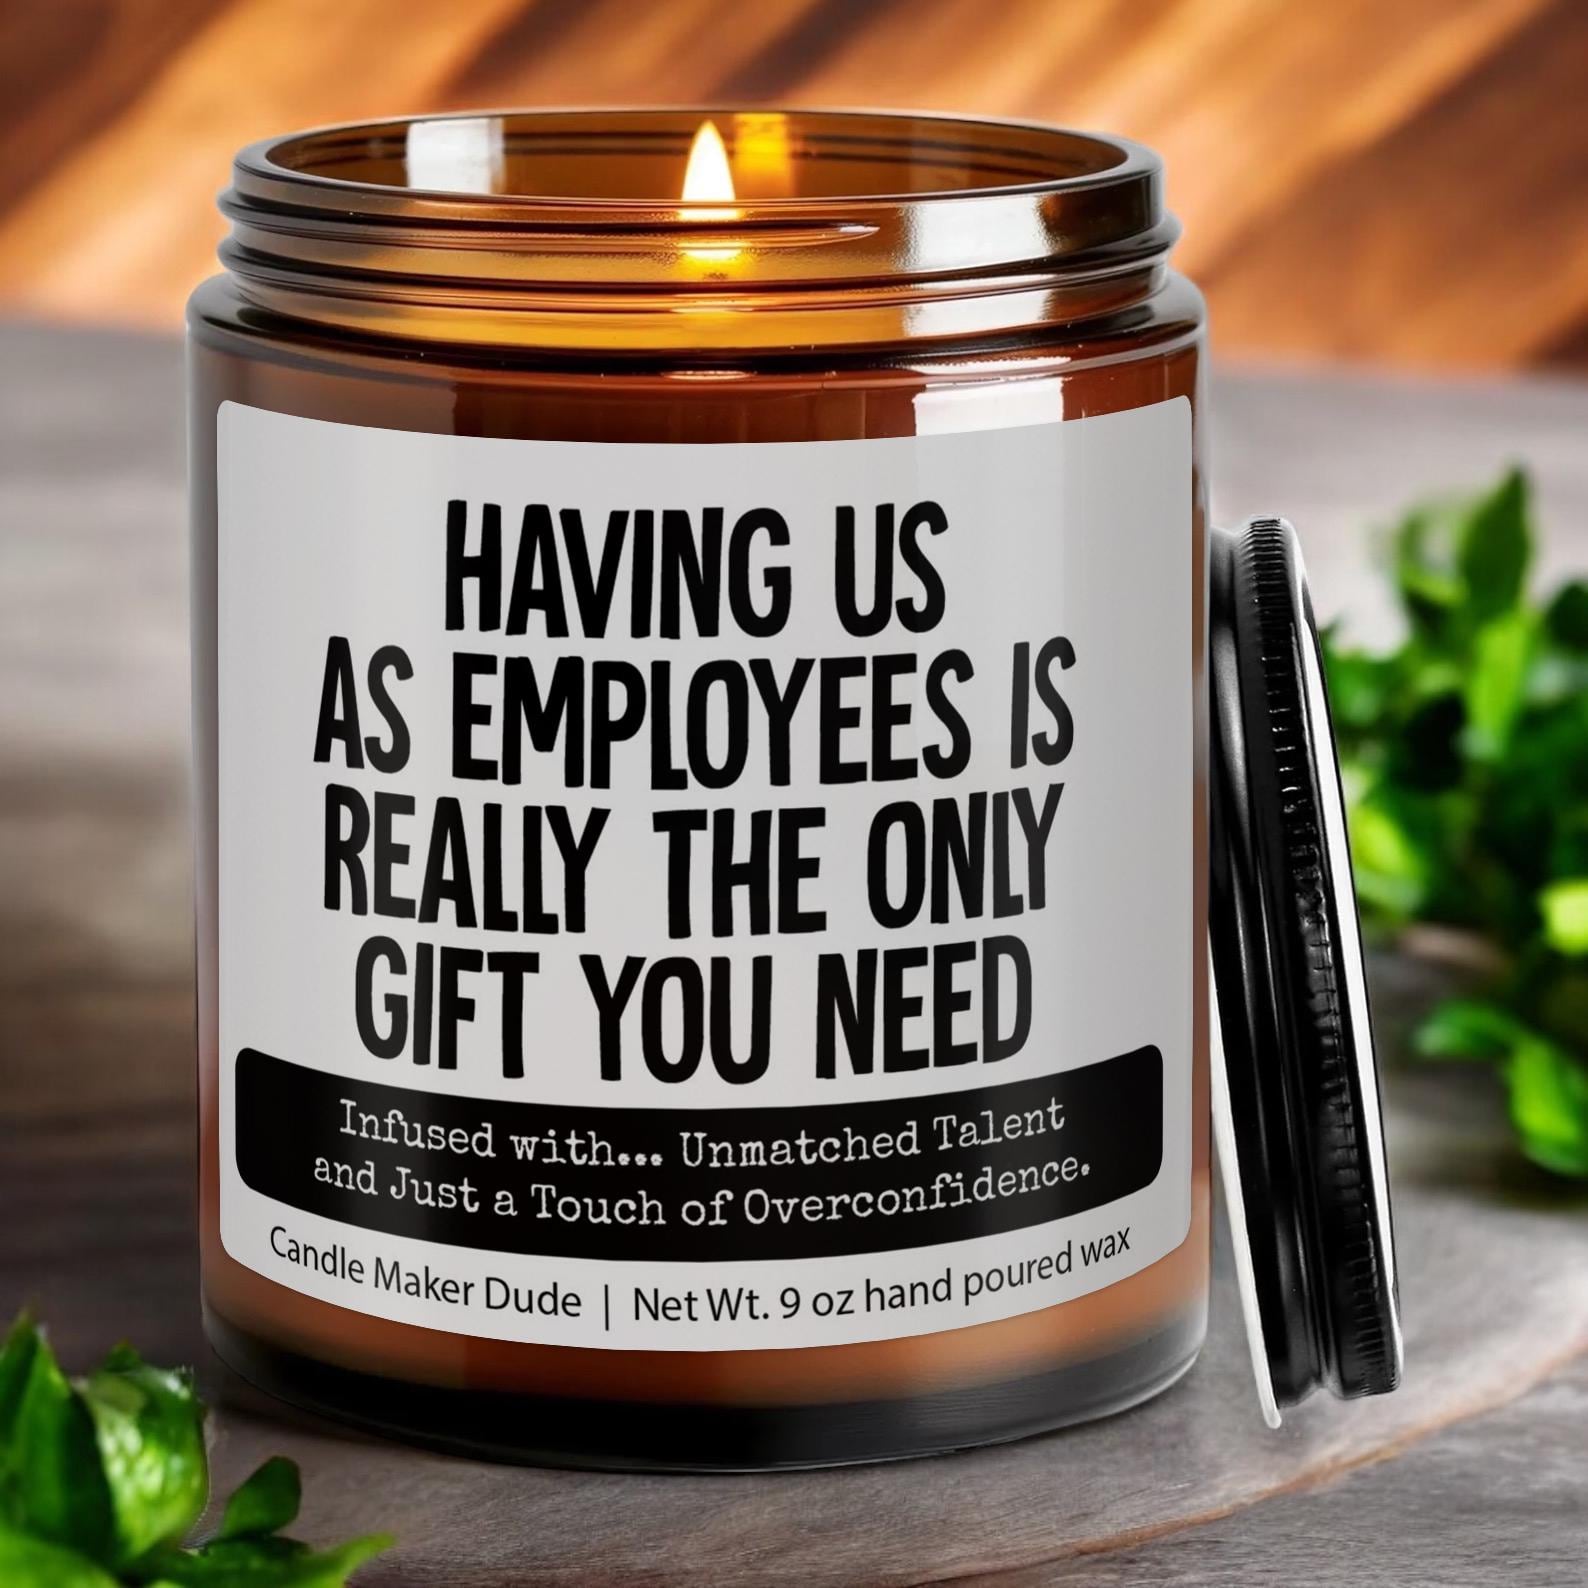 HAVING US
AS EMPLOYEES IS
REALLY THE ONLY
GIFT YOU NEED
Infused with... Unmatched Talent
and Just a Touch of Overconfidence.
Candle Maker Dude | Net Wt. 9 oz hand poured wax